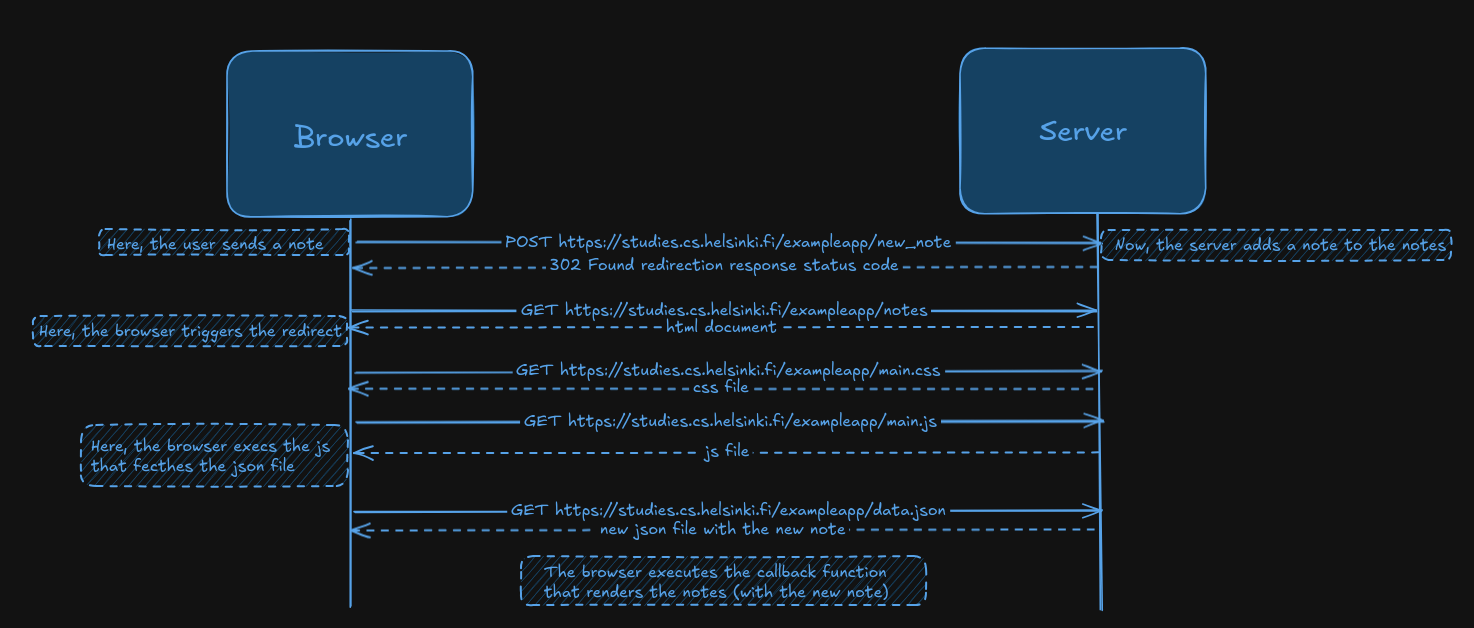 Browser
Server
Here, the user sends a note
POST https://studies.cs.helsinki.fi/exampleapp/new_note
Now, the server adds a note to the notes
302 Found redirection response status code
GET https://studies.cs.helsinki.fi/exampleapp/notes
Here, the browser triggers the redirect
html document
GET https://studies.cs.helsinki.fi/exampleapp/main.css
css file
GET https://studies.cs.helsinki.fi/exampleapp/main.js
Here, the browser execs the js
that fecthes the json file
js file
GET https://studies.cs.helsinki.fi/exampleapp/data.json
new json file with the new note
The browser executes the callback function
that renders the notes (with the new note)